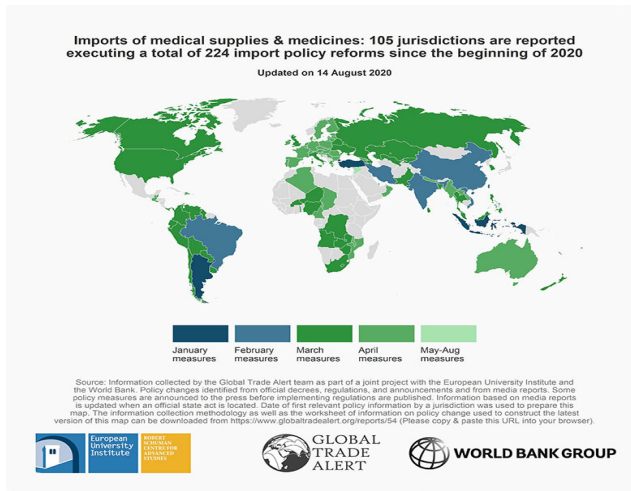 Imports of medical supplies & medicines: 105 jurisdictions are reported
executing a total of 224 import policy reforms since the beginning of 2020
Updated on 14 August 2020
January
measures
February
measures
March
measures
April
measures
May-Aug
measures
Source: Information collected by the Global Trade Alert team as part of a joint project with the European University Institute and
the World Bank. Policy changes identified from official decrees, regulations, and announcements and from media reports. Some
policy measures are announced to the press before implementing regulations are published. Information based on media reports
is updated when an official state act is located. Date of first relevant policy information by a jurisdiction was used to prepare this
map. The information collection methodology as well as the worksheet of information on policy change used to construct the latest
version of this map can be downloaded from https://www.globaltradealert.org/reports/54 (Please copy & paste this URL into your browser).
European
University
Institute
ROBERT
SCHUMAN
CENTRE FOR
ADVANCED
STUDIES
GLOBAL
TRADE
ALERT
WORLD BANK GROUP